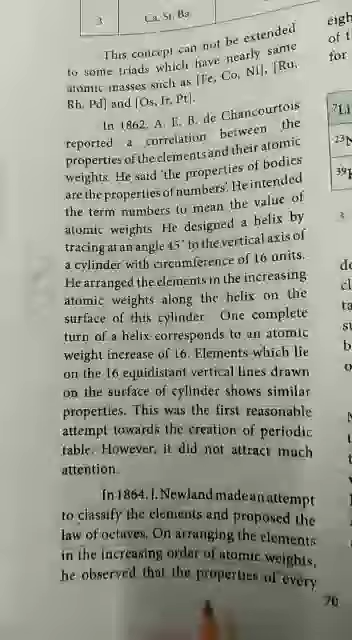 3 Ca, Sr, Ba
This concept can not be extended
to some triads which have nearly same
atomic masses such as [Fe, Co, Ni], [Ru,
Rh, Pd] and [Os, Ir, Pt].
In 1862, A. E. B. de Chancourtois
reported a correlation between the
properties of the elements and their atomic
weights. He said 'the properties of bodies
are the properties of numbers'. He intended
the term numbers to mean the value of
atomic weights. He designed a helix by
tracing at an angle 45˚ to the vertical axis of
a cylinder with circumference of 16 units.
He arranged the elements in the increasing
atomic weights along the helix on the
surface of this cylinder. One complete
turn of a helix corresponds to an atomic
weight increase of 16. Elements which lie
on the 16 equidistant vertical lines drawn
on the surface of cylinder shows similar
properties. This was the first reasonable
attempt towards the creation of periodic
table. However, it did not attract much
attention.
In 1864, J. Newland made an attempt
to classify the elements and proposed the
law of octaves. On arranging the elements
in the increasing order of atomic weights,
he observed that the properties of every
70
eigh
of t
for
7Li
23N
39K